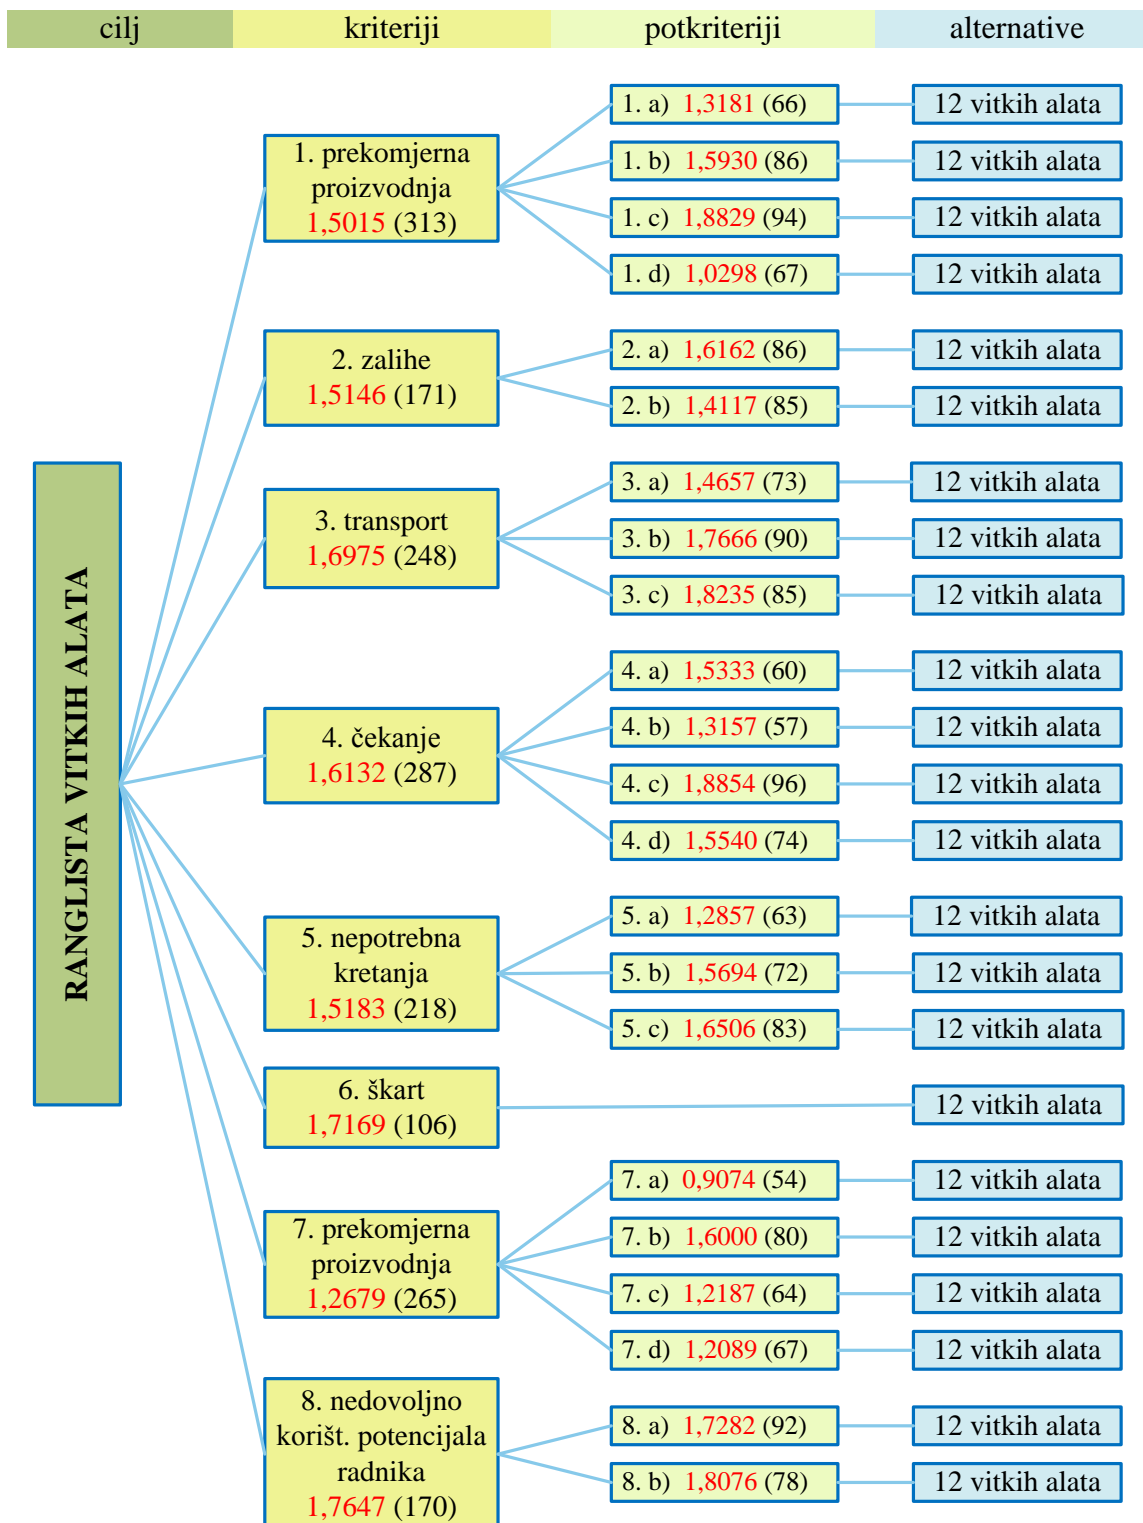 cilj kriteriji potkriteriji alternative
RANGLISTA VITKIH ALATA
1. prekomjerna
proizvodnja
1,5015 (313)
1. a) 1,3181 (66) 12 vitkih alata
1. b) 1,5930 (86) 12 vitkih alata
1. c) 1,8829 (94) 12 vitkih alata
1. d) 1,0298 (67) 12 vitkih alata
2. zalihe
1,5146 (171)
2. a) 1,6162 (86) 12 vitkih alata
2. b) 1,4117 (85) 12 vitkih alata
3. transport
1,6975 (248)
3. a) 1,4657 (73) 12 vitkih alata
3. b) 1,7666 (90) 12 vitkih alata
3. c) 1,8235 (85) 12 vitkih alata
4. čekanje
1,6132 (287)
4. a) 1,5333 (60) 12 vitkih alata
4. b) 1,3157 (57) 12 vitkih alata
4. c) 1,8854 (96) 12 vitkih alata
4. d) 1,5540 (74) 12 vitkih alata
5. nepotrebna
kretanja
1,5183 (218)
5. a) 1,2857 (63) 12 vitkih alata
5. b) 1,5694 (72) 12 vitkih alata
5. c) 1,6506 (83) 12 vitkih alata
6. škart
1,7169 (106)
12 vitkih alata
7. prekomjerna
proizvodnja
1,2679 (265)
7. a) 0,9074 (54) 12 vitkih alata
7. b) 1,6000 (80) 12 vitkih alata
7. c) 1,2187 (64) 12 vitkih alata
7. d) 1,2089 (67) 12 vitkih alata
8. nedovoljno
korišt. potencijala
radnika
1,7647 (170)
8. a) 1,7282 (92) 12 vitkih alata
8. b) 1,8076 (78) 12 vitkih alata